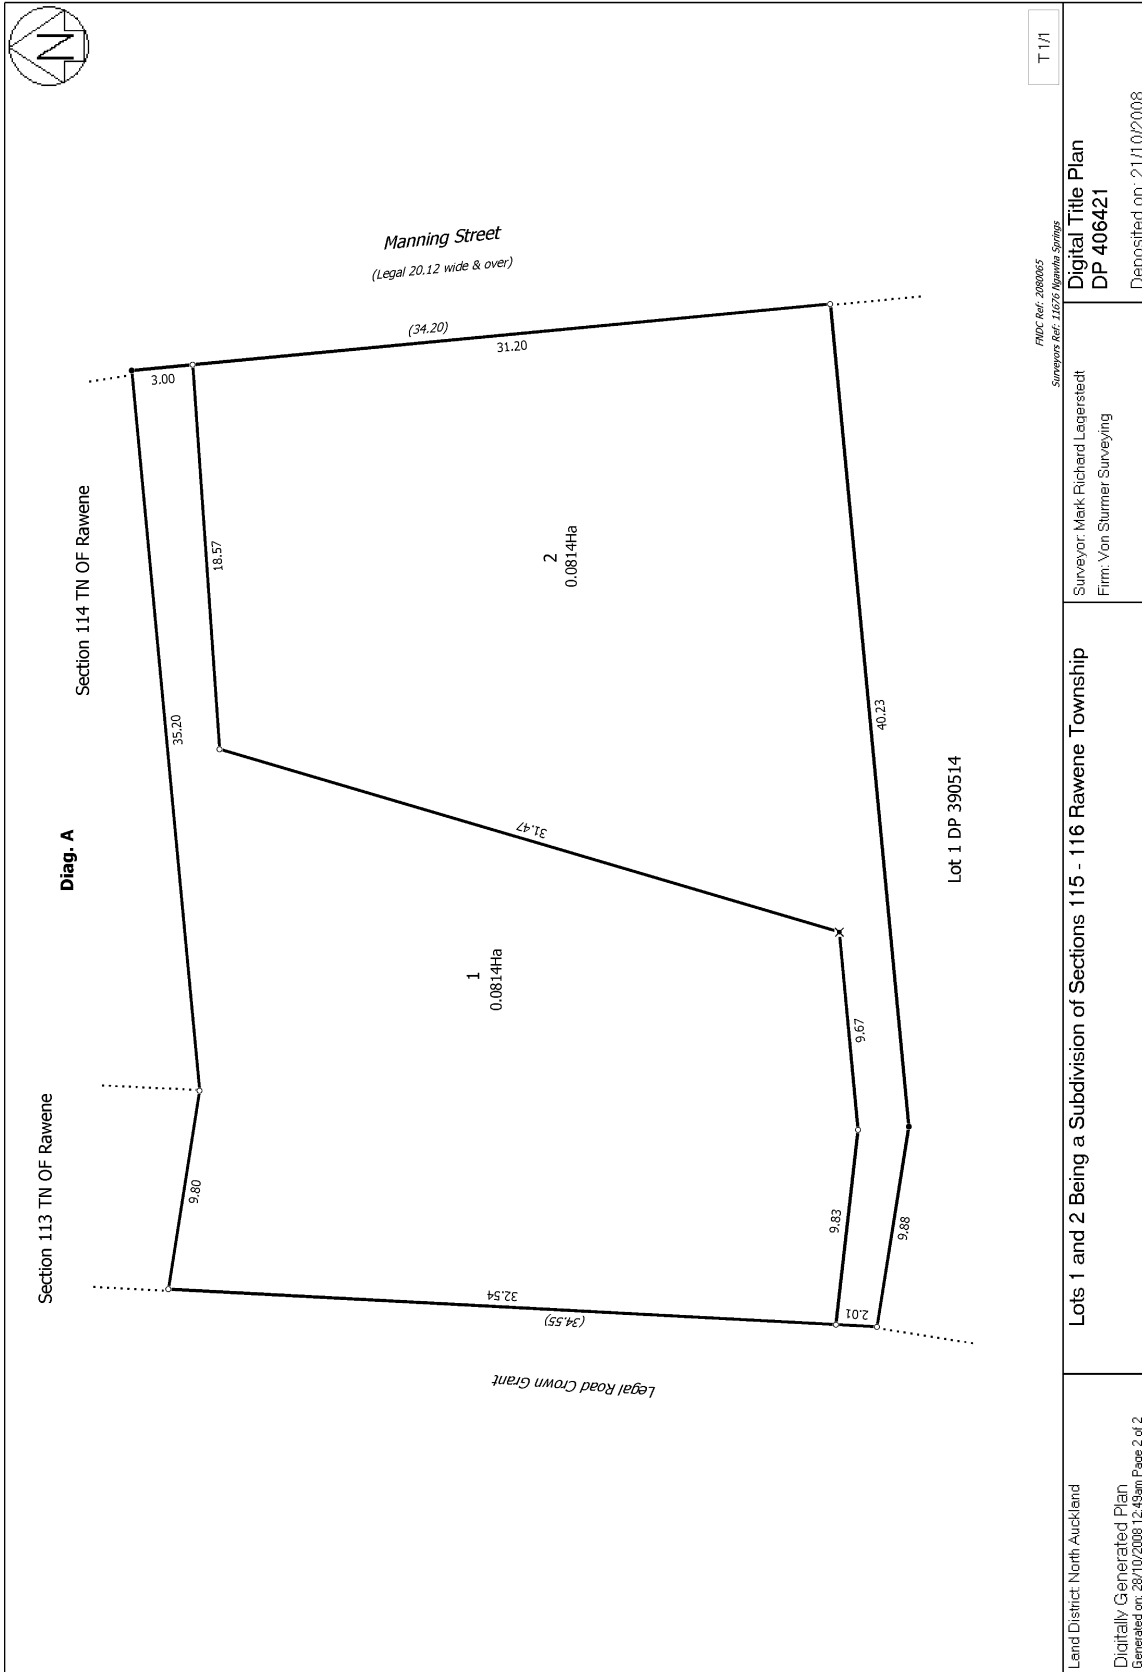 N
Diag. A
Section 113 TN OF Rawene
Section 114 TN OF Rawene
Manning Street
(Legal 20.12 wide & over)
(34.20)
31.20
3.00
18.57
35.20
2
0.0814Ha
31.47
1
0.0814Ha
9.80
32.54
(34.55)
Legal Road Crown Grant
9.67
9.83
2.01
9.88
40.23
Lot 1 DP 390514
T 1/1
FNDC Ref: 2080065
Surveyors Ref: 11676 Ngawha Springs
Land District: North Auckland
Digitally Generated Plan
Generated on: 28/10/2008 12:49am Page 2 of 2
Lots 1 and 2 Being a Subdivision of Sections 115 - 116 Rawene Township
Surveyor: Mark Richard Lagerstedt
Firm: Von Sturmer Surveying
Digital Title Plan
DP 406421
Deposited on: 21/10/2008